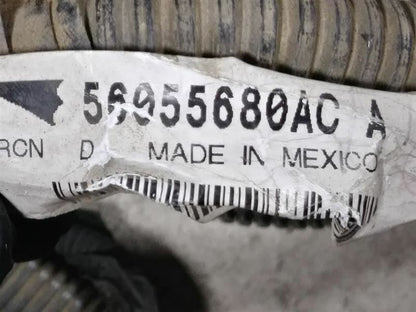 56055680AC A
RCN D MADE IN MEXICO